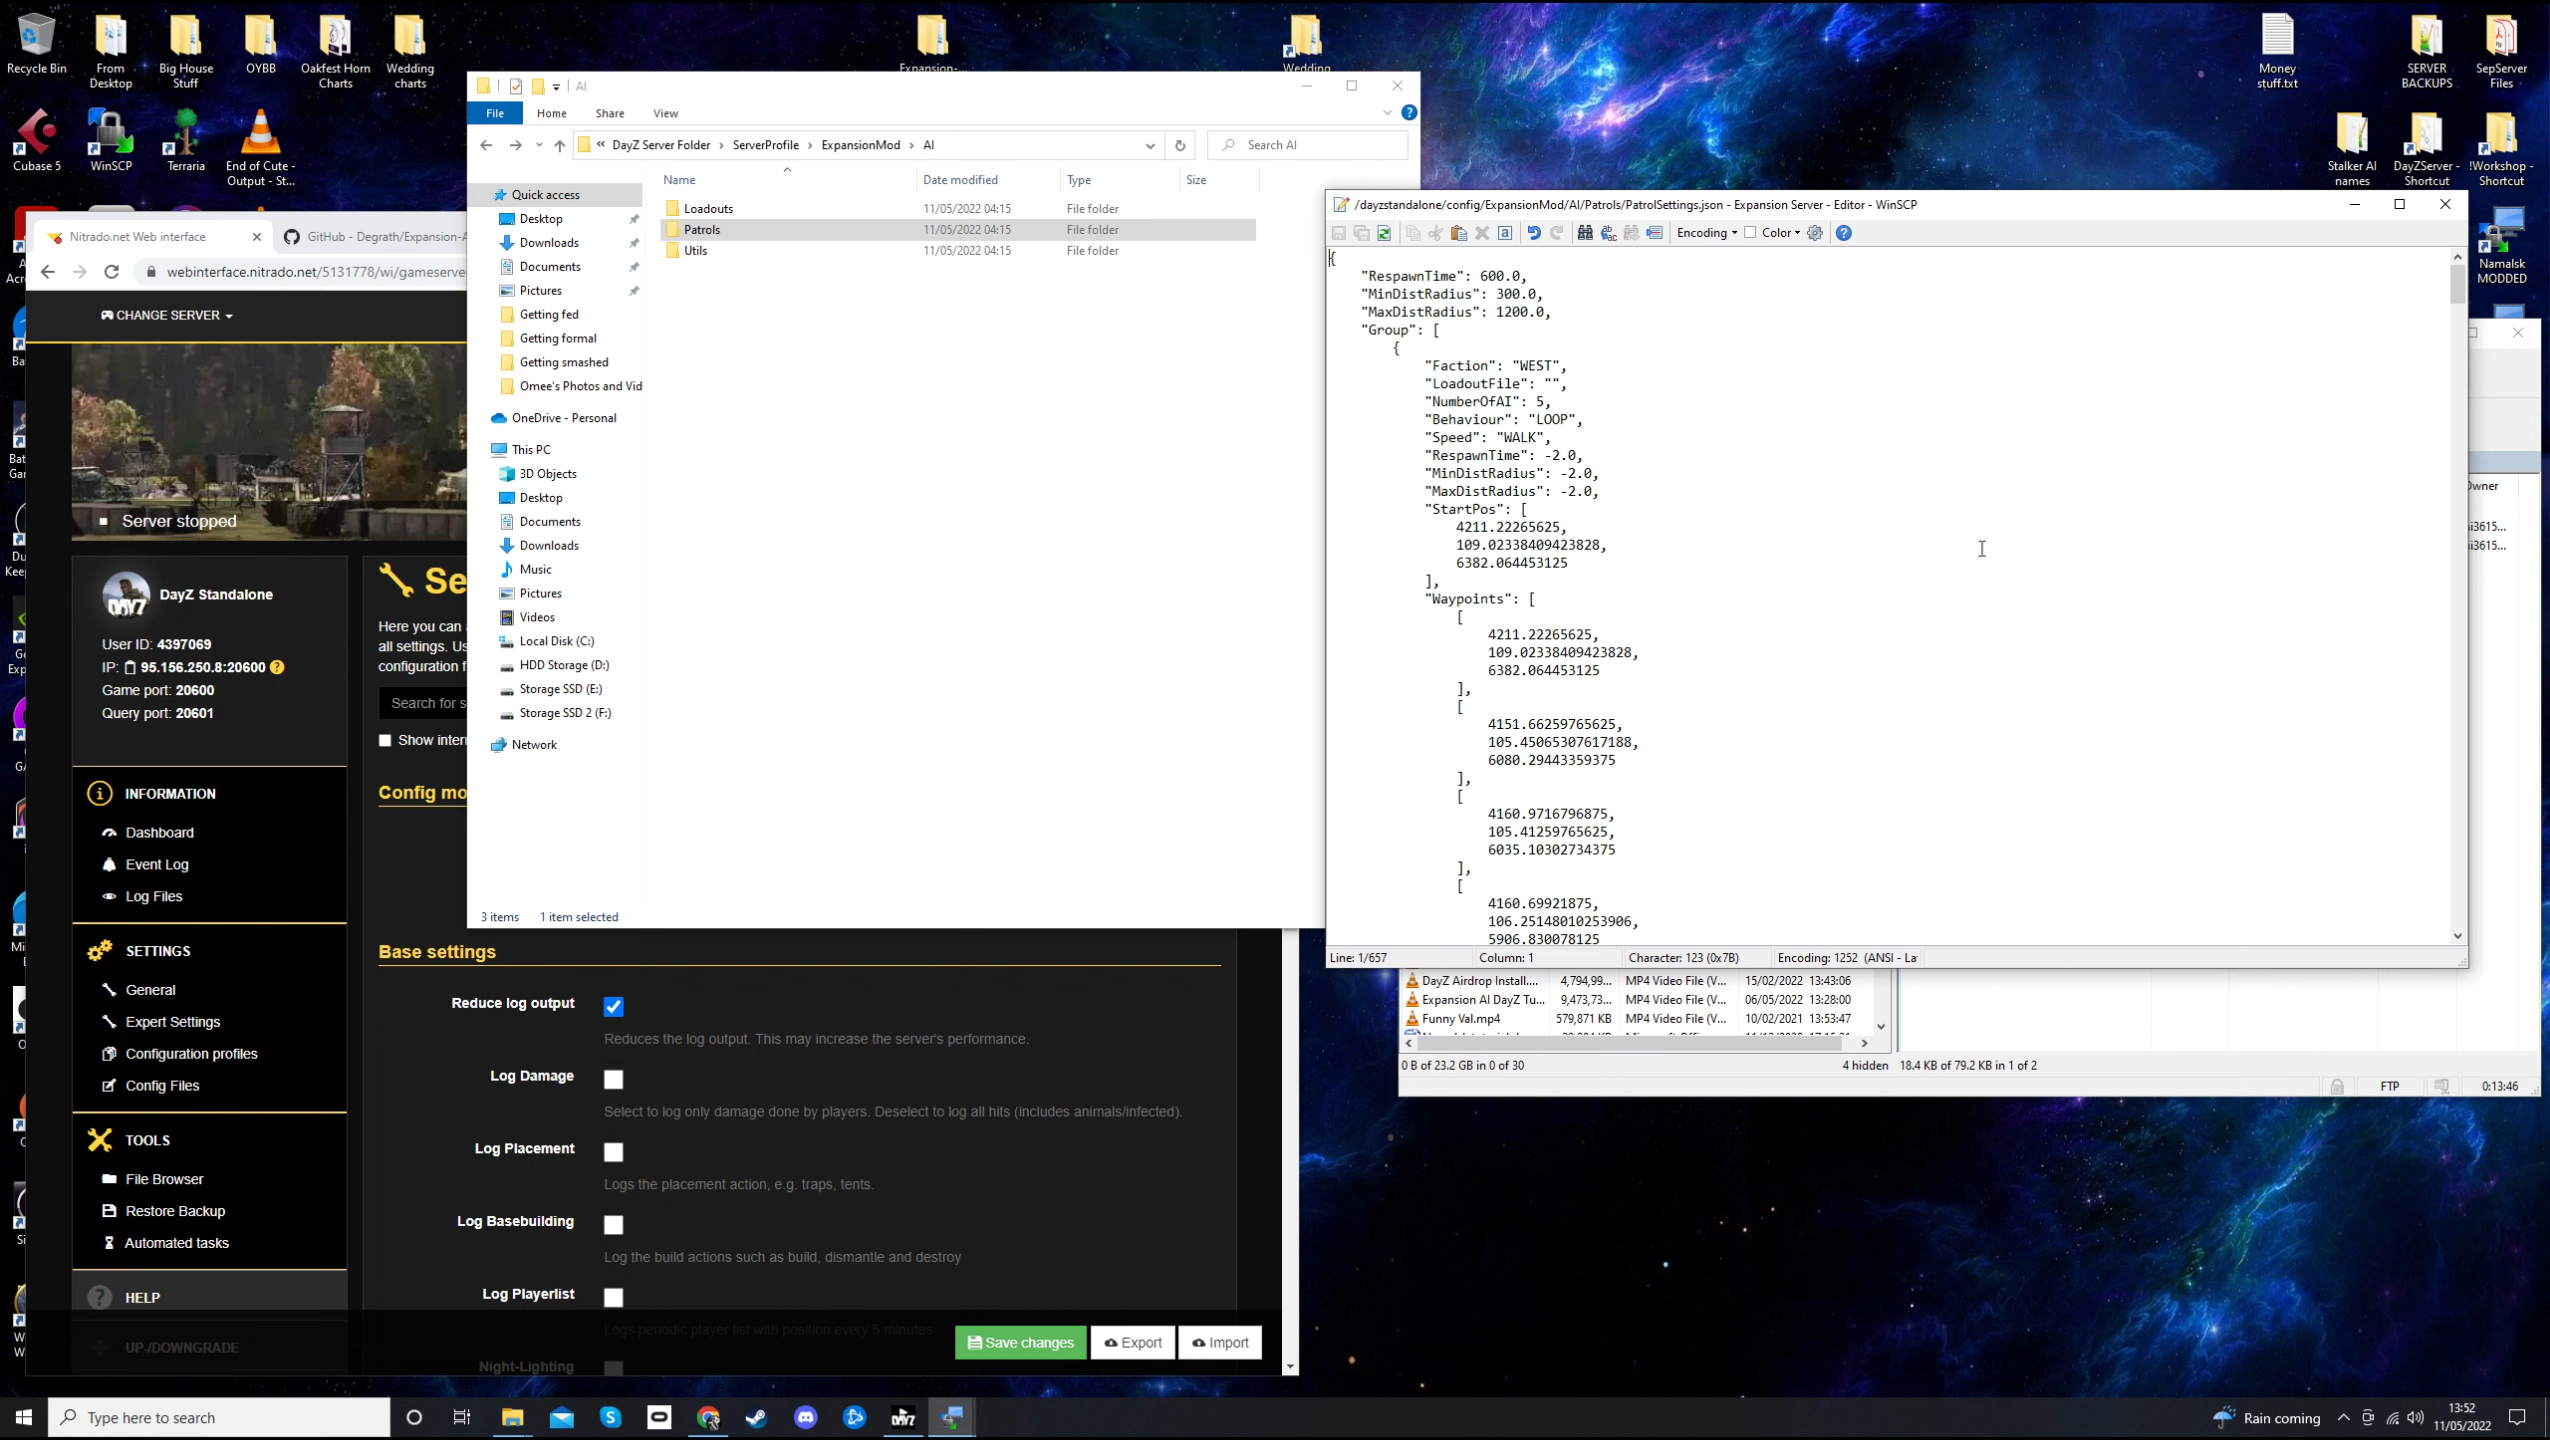 Recycle Bin
From Desktop
Big House Stuff
OYBB
Oakfest Horn Charts
Wedding charts
Expansion-...
Wedding
Money stuff.txt
SERVER BACKUPS
SepServer Files
Cubase 5
WinSCP
Terraria
End of Cute - Output - St...
Stalker AI names
DayZServer - Shortcut
!Workshop - Shortcut
Namalsk MODDED
AI
File
Home
Share
View
« DayZ Server Folder › ServerProfile › ExpansionMod › AI
Search AI
Name
Date modified
Type
Size
Quick access
Desktop
Downloads
Documents
Pictures
Getting fed
Getting formal
Getting smashed
Omee's Photos and Vid
OneDrive - Personal
This PC
3D Objects
Desktop
Documents
Downloads
Music
Pictures
Videos
Local Disk (C:)
HDD Storage (D:)
Storage SSD (E:)
Storage SSD 2 (F:)
Network
Loadouts 11/05/2022 04:15 File folder
Patrols 11/05/2022 04:15 File folder
Utils 11/05/2022 04:15 File folder
3 items 1 item selected
Nitrado.net Web interface
GitHub - Degrath/Expansion-A
webinterface.nitrado.net/5131778/wi/gameserve
CHANGE SERVER
Server stopped
DayZ Standalone
User ID: 4397069
IP: 95.156.250.8:20600
Game port: 20600
Query port: 20601
INFORMATION
Dashboard
Event Log
Log Files
SETTINGS
General
Expert Settings
Configuration profiles
Config Files
TOOLS
File Browser
Restore Backup
Automated tasks
HELP
UP-/DOWNGRADE
Se
Here you can
all settings. Us
configuration f
Search for s
Show inter
Config mo
Base settings
Reduce log output
Reduces the log output. This may increase the server's performance.
Log Damage
Select to log only damage done by players. Deselect to log all hits (includes animals/infected).
Log Placement
Logs the placement action, e.g. traps, tents.
Log Basebuilding
Log the build actions such as build, dismantle and destroy
Log Playerlist
Logs periodic player list with position every 5 minutes
Night-Lighting
Save changes
Export
Import
/dayzstandalone/config/ExpansionMod/AI/Patrols/PatrolSettings.json - Expansion Server - Editor - WinSCP
Encoding
Color
{
"RespawnTime": 600.0,
"MinDistRadius": 300.0,
"MaxDistRadius": 1200.0,
"Group": [
{
"Faction": "WEST",
"LoadoutFile": "",
"NumberOfAI": 5,
"Behaviour": "LOOP",
"Speed": "WALK",
"RespawnTime": -2.0,
"MinDistRadius": -2.0,
"MaxDistRadius": -2.0,
"StartPos": [
4211.22265625,
109.02338409423828,
6382.064453125
],
"Waypoints": [
[
4211.22265625,
109.02338409423828,
6382.064453125
],
[
4151.66259765625,
105.45065307617188,
6080.29443359375
],
[
4160.9716796875,
105.41259765625,
6035.10302734375
],
[
4160.69921875,
106.25148010253906,
5906.830078125
Line: 1/657
Column: 1
Character: 123 (0x7B)
Encoding: 1252 (ANSI - La
Owner
i3615...
i3615...
DayZ Airdrop Install.... 4,794,99... MP4 Video File (V... 15/02/2022 13:43:06
Expansion AI DayZ Tu... 9,473,73... MP4 Video File (V... 06/05/2022 13:28:00
Funny Val.mp4 579,871 KB MP4 Video File (V... 10/02/2021 13:53:47
0 B of 23.2 GB in 0 of 30
4 hidden
18.4 KB of 79.2 KB in 1 of 2
FTP
0:13:46
Type here to search
Rain coming
13:52
11/05/2022